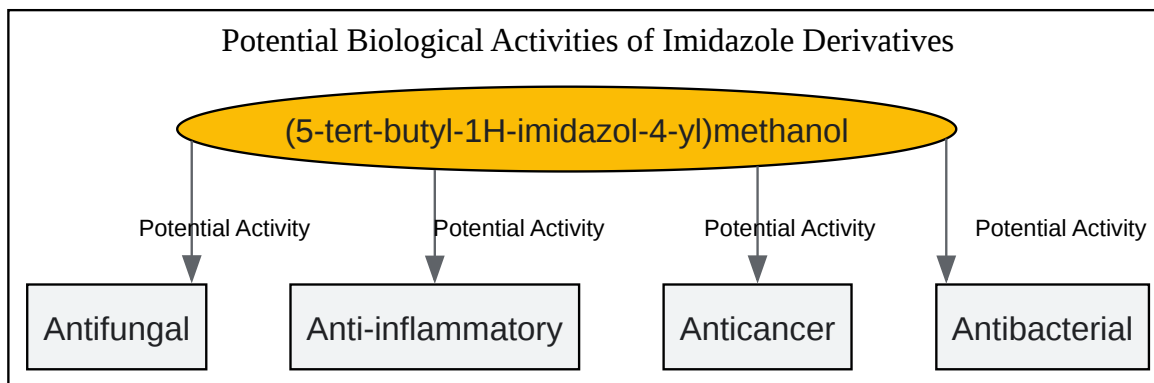 Potential Biological Activities of Imidazole Derivatives
(5-tert-butyl-1H-imidazol-4-yl)methanol
Potential Activity
Potential Activity
Potential Activity
Potential Activity
Antifungal
Anti-inflammatory
Anticancer
Antibacterial